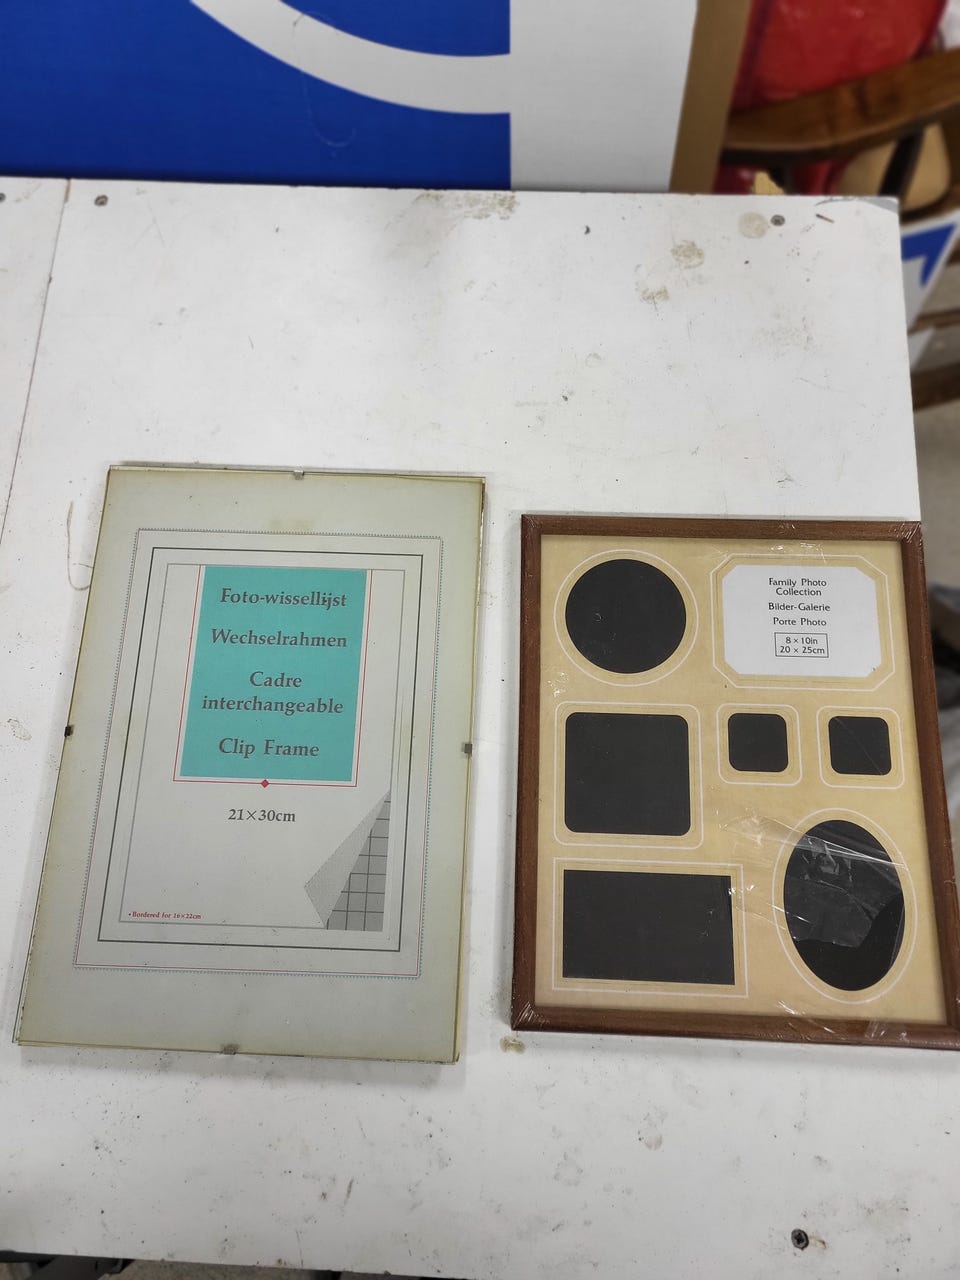 Foto-wissellijst
Wechselrahmen
Cadre
interchangeable
Clip Frame
21×30cm
• Bordered for 16×22cm
Family Photo
Collection
Bilder-Galerie
Porte Photo
8 × 10in
20 × 25cm